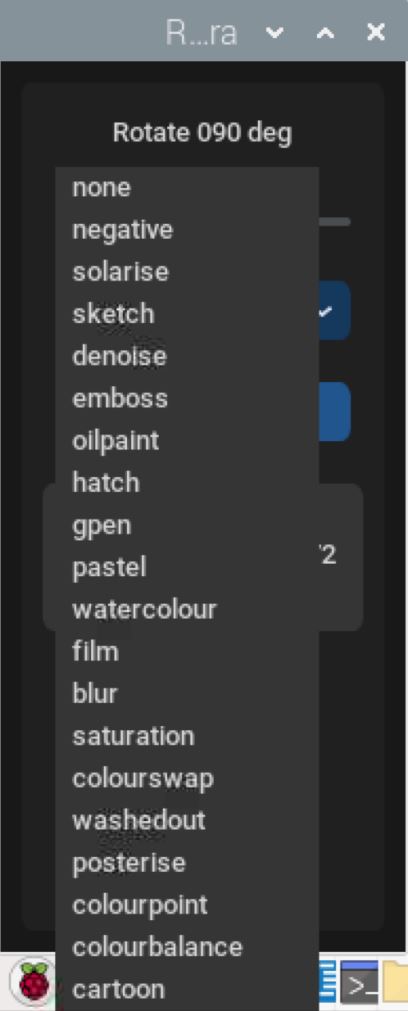 R...ra
Rotate 090 deg
none
negative
solarise
sketch
denoise
emboss
oilpaint
hatch
gpen
pastel
watercolour
film
blur
saturation
colourswap
washedout
posterise
colourpoint
colourbalance
cartoon